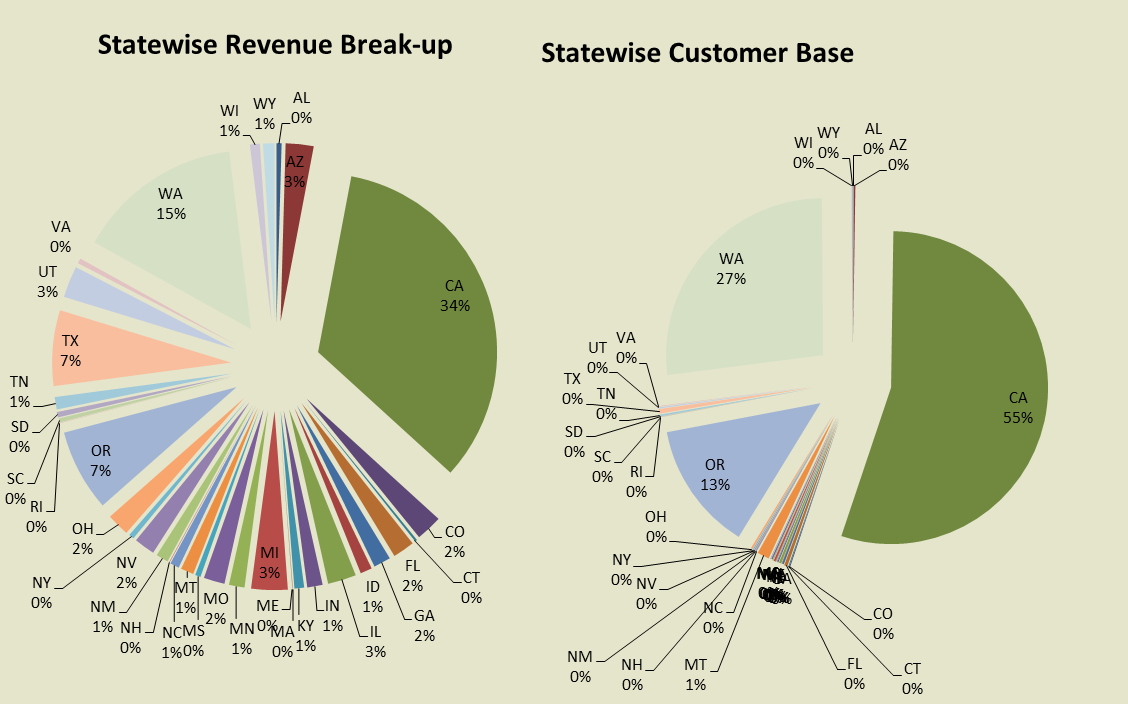 Statewise Revenue Break-up
AL
0%
AZ
3%
CA
34%
CO
2%
CT
0%
FL
2%
GA
2%
ID
1%
IL
3%
IN
1%
KY
1%
MA
0%
ME
0%
MI
3%
MN
1%
MO
2%
MS
0%
MT
1%
NC
1%
NH
0%
NM
1%
NV
2%
NY
0%
OH
2%
OR
7%
RI
0%
SC
0%
SD
0%
TN
1%
TX
7%
UT
3%
VA
0%
WA
15%
WI
1%
WY
1%
Statewise Customer Base
AL
0%
AZ
0%
CA
55%
CO
0%
CT
0%
FL
0%
MT
1%
NC
0%
NH
0%
NM
0%
NV
0%
NY
0%
OH
0%
OR
13%
RI
0%
SC
0%
SD
0%
TN
0%
TX
0%
UT
0%
VA
0%
WA
27%
WI
0%
WY
0%